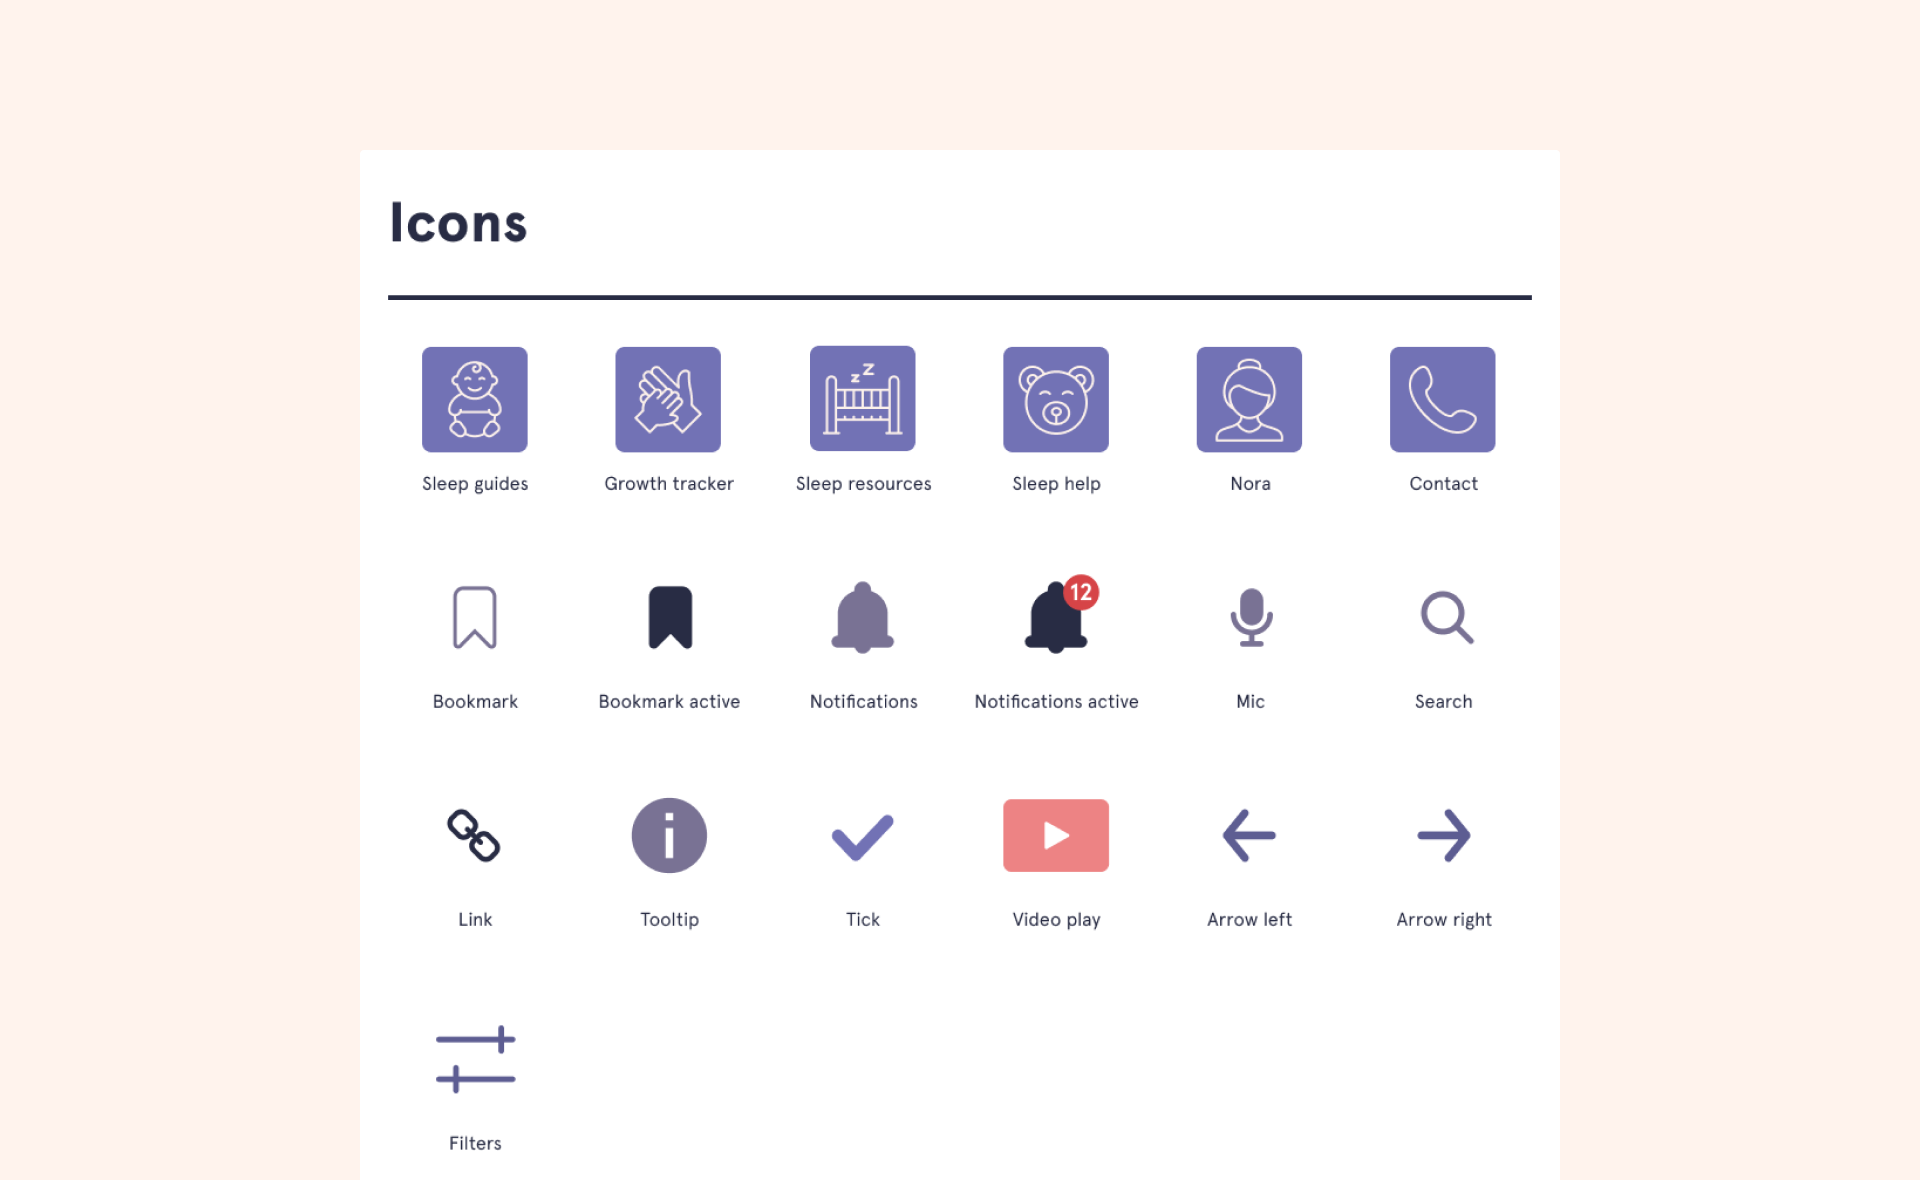 Icons
z z
Sleep guides
Growth tracker
Sleep resources
Sleep help
Nora
Contact
12
Bookmark
Bookmark active
Notifications
Notifications active
Mic
Search
i
Link
Tooltip
Tick
Video play
Arrow left
Arrow right
Filters